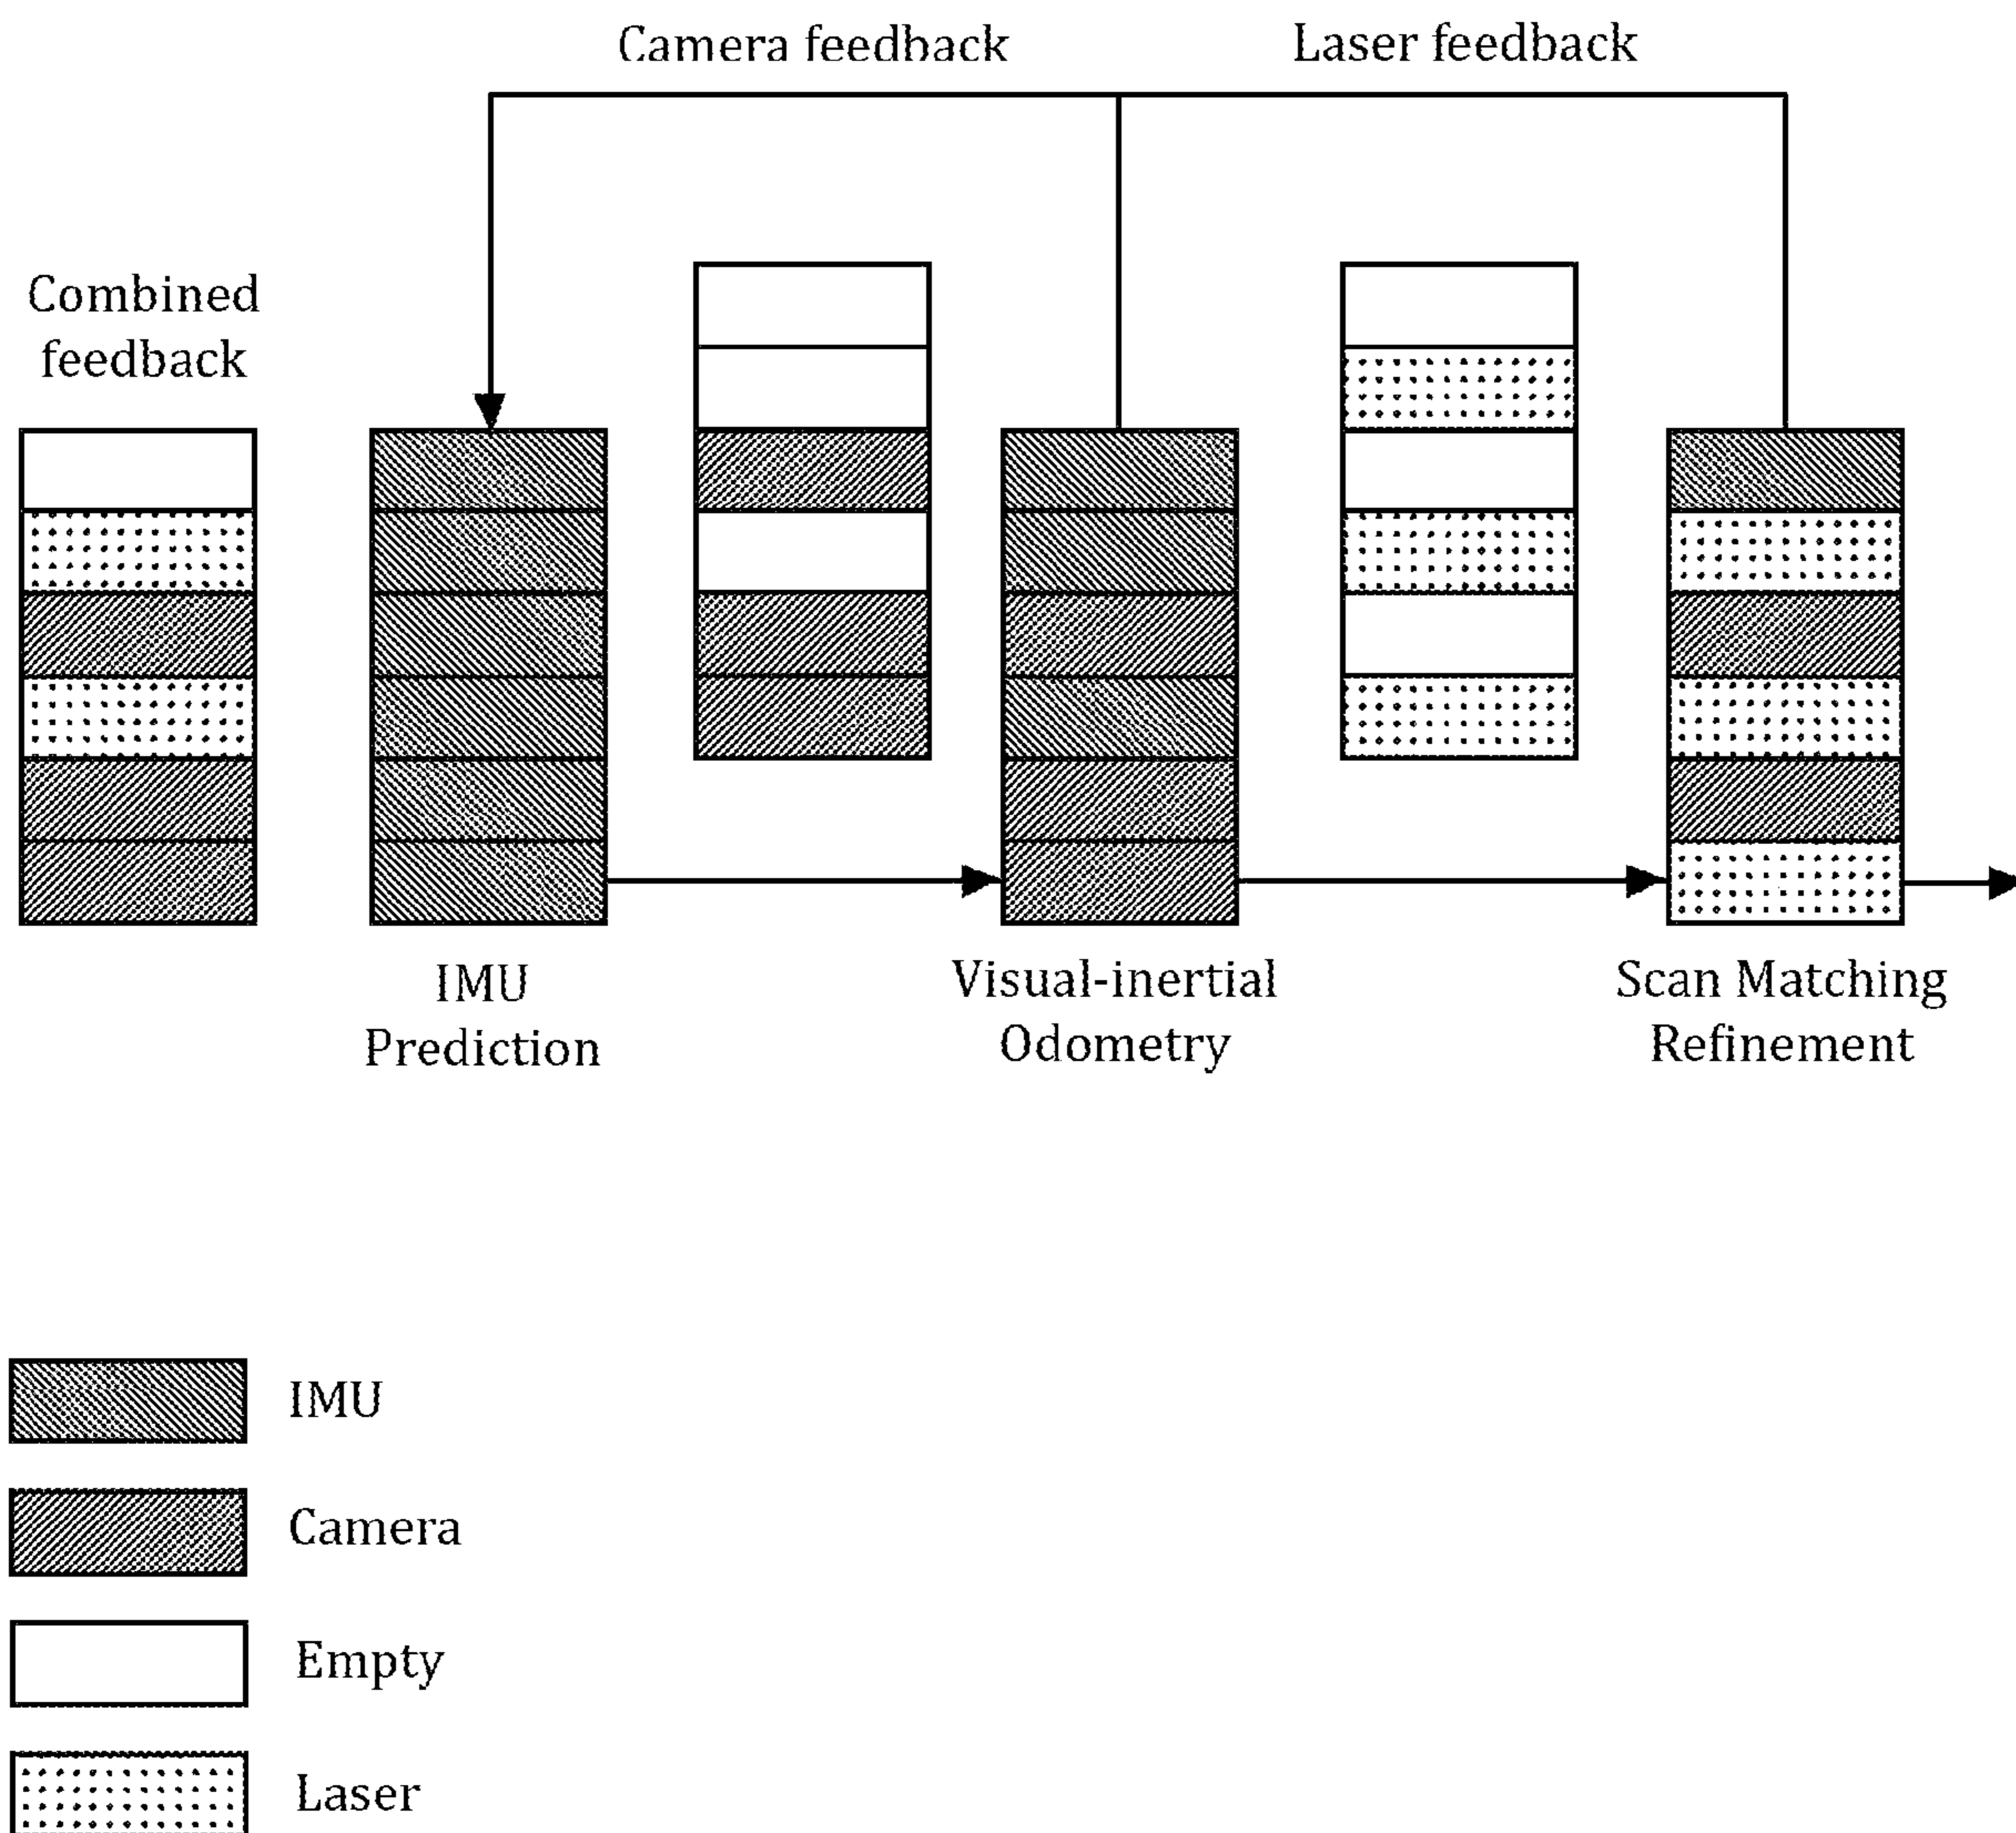 Camera feedback
Laser feedback
Combined
feedback
IMU
Prediction
Visual-inertial
Odometry
Scan Matching
Refinement
IMU
Camera
Empty
Laser